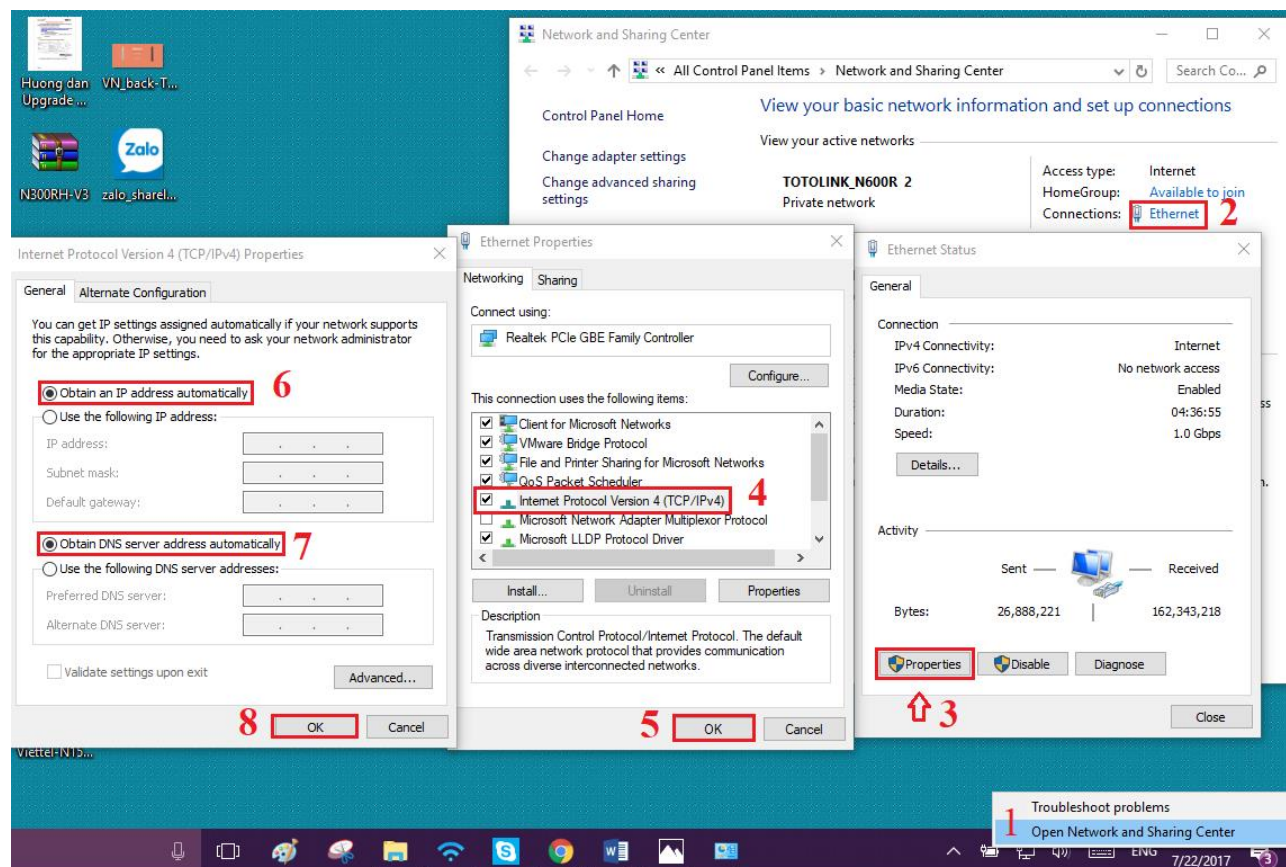 Huong dan
Upgrade ...
VN_back-T...
N300RH-V3
Zalo
zalo_sharel...
Network and Sharing Center
« All Control Panel Items > Network and Sharing Center
Search Co...
Control Panel Home
Change adapter settings
Change advanced sharing
settings
View your basic network information and set up connections
View your active networks
TOTOLINK_N600R 2
Private network
Access type: Internet
HomeGroup: Available to join
Connections: Ethernet 2
Internet Protocol Version 4 (TCP/IPv4) Properties
General Alternate Configuration
You can get IP settings assigned automatically if your network supports
this capability. Otherwise, you need to ask your network administrator
for the appropriate IP settings.
Obtain an IP address automatically 6
Use the following IP address:
IP address:
Subnet mask:
Default gateway:
Obtain DNS server address automatically 7
Use the following DNS server addresses:
Preferred DNS server:
Alternate DNS server:
Validate settings upon exit
Advanced...
8 OK Cancel
Ethernet Properties
Networking Sharing
Connect using:
Realtek PCIe GBE Family Controller
Configure...
This connection uses the following items:
Client for Microsoft Networks
VMware Bridge Protocol
File and Printer Sharing for Microsoft Networks
QoS Packet Scheduler
Internet Protocol Version 4 (TCP/IPv4) 4
Microsoft Network Adapter Multiplexor Protocol
Microsoft LLDP Protocol Driver
Install... Uninstall Properties
Description
Transmission Control Protocol/Internet Protocol. The default
wide area network protocol that provides communication
across diverse interconnected networks.
5 OK Cancel
Ethernet Status
General
Connection
IPv4 Connectivity: Internet
IPv6 Connectivity: No network access
Media State: Enabled
Duration: 04:36:55
Speed: 1.0 Gbps
Details...
Activity
Sent Received
Bytes: 26,888,221 162,343,218
Properties Disable Diagnose
3
Close
ss
n.
Viettel-N15...
Troubleshoot problems
1 Open Network and Sharing Center
ENG
7/22/2017
3